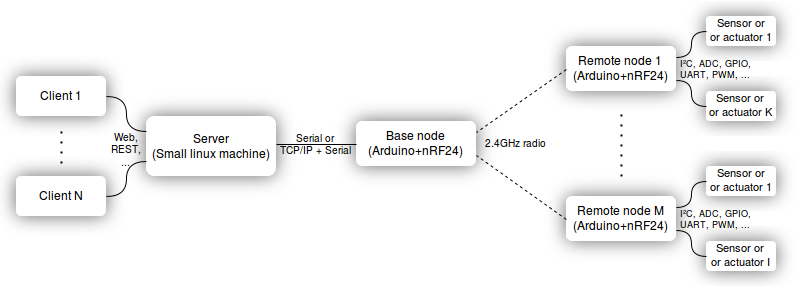 Client 1
Client N
Web,
REST,
...
Server
(Small linux machine)
Serial or
TCP/IP + Serial
Base node
(Arduino+nRF24)
2.4GHz radio
Remote node 1
(Arduino+nRF24)
Sensor or
or actuator 1
I²C, ADC, GPIO,
UART, PWM, ...
Sensor or
or actuator K
Remote node M
(Arduino+nRF24)
Sensor or
or actuator 1
I²C, ADC, GPIO,
UART, PWM, ...
Sensor or
or actuator I